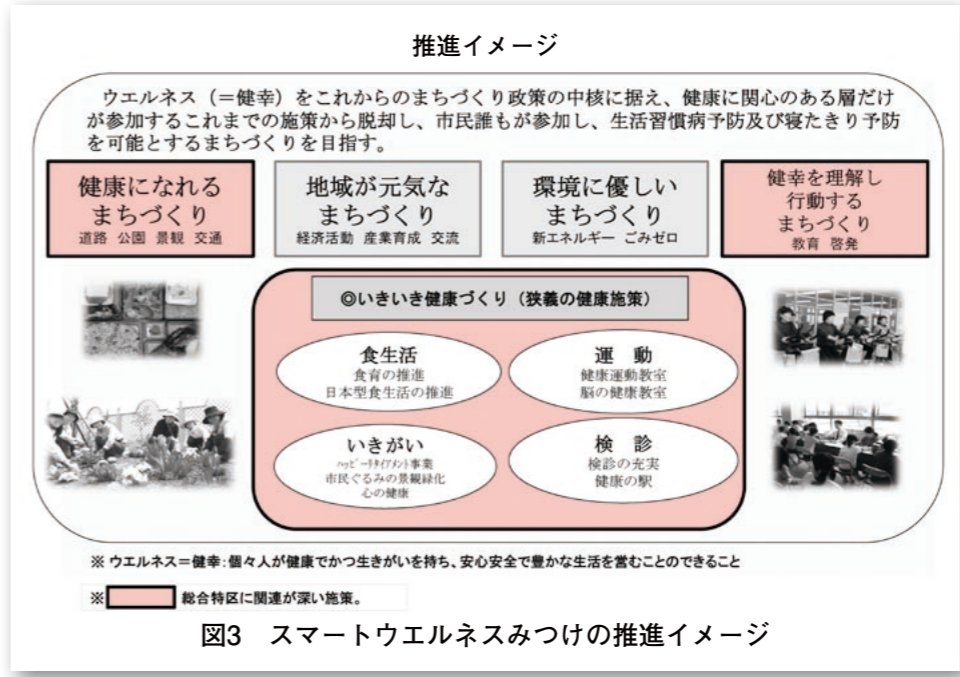 推進イメージ
ウエルネス（＝健幸）をこれからのまちづくり政策の中核に据え、健康に関心のある層だけ
が参加するこれまでの施策から脱却し、市民誰もが参加し、生活習慣病予防及び寝たきり予防
を可能とするまちづくりを目指す。
健康になれる
まちづくり
道路 公園 景観 交通
地域が元気な
まちづくり
経済活動 産業育成 交流
環境に優しい
まちづくり
新エネルギー ごみゼロ
健幸を理解し
行動する
まちづくり
教育 啓発
◎いきいき健康づくり（狭義の健康施策）
食生活
食育の推進
日本型食生活の推進
運　動
健康運動教室
脳の健康教室
いきがい
ﾊｯﾋﾟｰﾘﾀｲｱﾒﾝﾄ事業
市民ぐるみの景観緑化
心の健康
検　診
検診の充実
健康の駅
※ ウエルネス＝健幸：個々人が健康でかつ生きがいを持ち、安心安全で豊かな生活を営むことのできること
※ 総合特区に関連が深い施策。
図3　スマートウエルネスみつけの推進イメージ